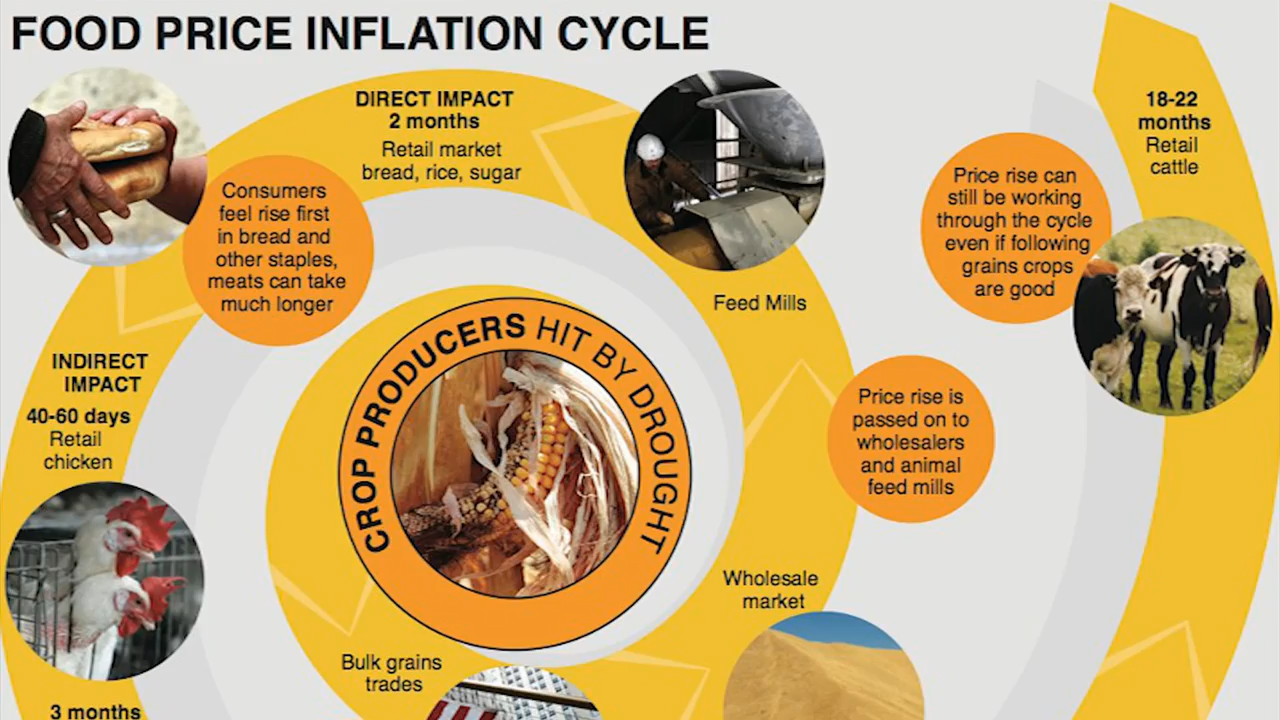 FOOD PRICE INFLATION CYCLE
DIRECT IMPACT
2 months
Retail market
bread, rice, sugar
Consumers
feel rise first
in bread and
other staples,
meats can take
much longer
INDIRECT
IMPACT
40-60 days
Retail
chicken
3 months
CROP PRODUCERS HIT BY DROUGHT
Bulk grains
trades
Wholesale
market
Feed Mills
Price rise is
passed on to
wholesalers
and animal
feed mills
Price rise can
still be working
through the cycle
even if following
grains crops
are good
18-22
months
Retail
cattle